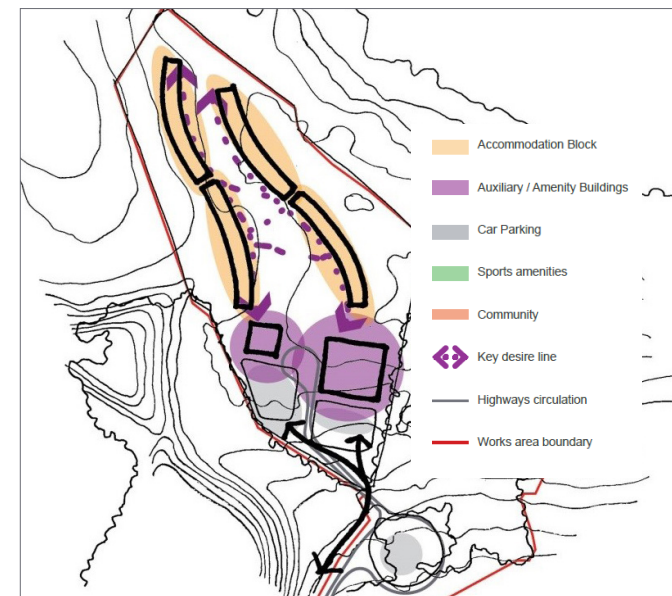 Accommodation Block
Auxiliary / Amenity Buildings
Car Parking
Sports amenities
Community
Key desire line
Highways circulation
Works area boundary